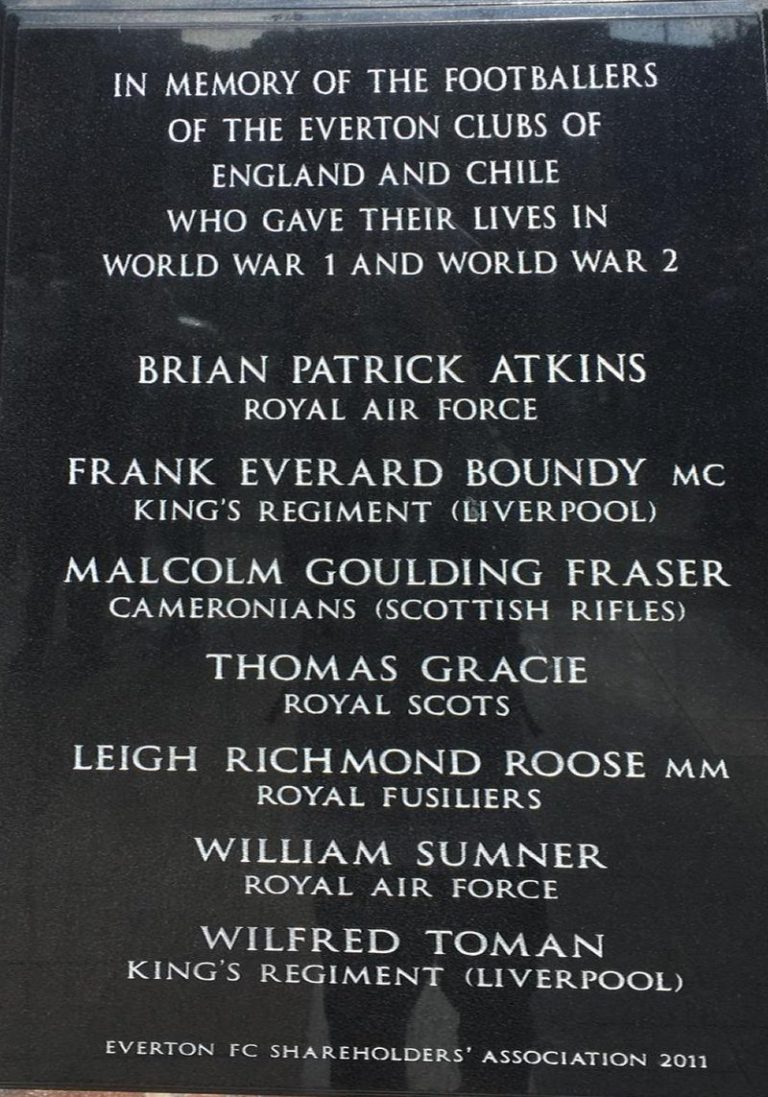 IN MEMORY OF THE FOOTBALLERS
OF THE EVERTON CLUBS OF
ENGLAND AND CHILE
WHO GAVE THEIR LIVES IN
WORLD WAR 1 AND WORLD WAR 2
BRIAN PATRICK ATKINS
ROYAL AIR FORCE
FRANK EVERARD BOUNDY MC
KING'S REGIMENT (LIVERPOOL)
MALCOLM GOULDING FRASER
CAMERONIANS (SCOTTISH RIFLES)
THOMAS GRACIE
ROYAL SCOTS
LEIGH RICHMOND ROOSE MM
ROYAL FUSILIERS
WILLIAM SUMNER
ROYAL AIR FORCE
WILFRED TOMAN
KING'S REGIMENT (LIVERPOOL)
EVERTON FC SHAREHOLDERS' ASSOCIATION 2011